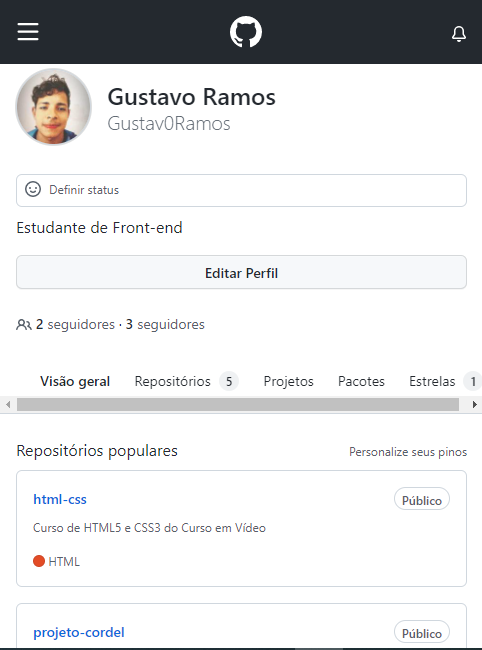 Gustavo Ramos
Gustav0Ramos
Definir status
Estudante de Front-end
Editar Perfil
2 seguidores · 3 seguidores
Visão geral Repositórios 5 Projetos Pacotes Estrelas 1
Repositórios populares Personalize seus pinos
html-css Público
Curso de HTML5 e CSS3 do Curso em Vídeo
HTML
projeto-cordel Público